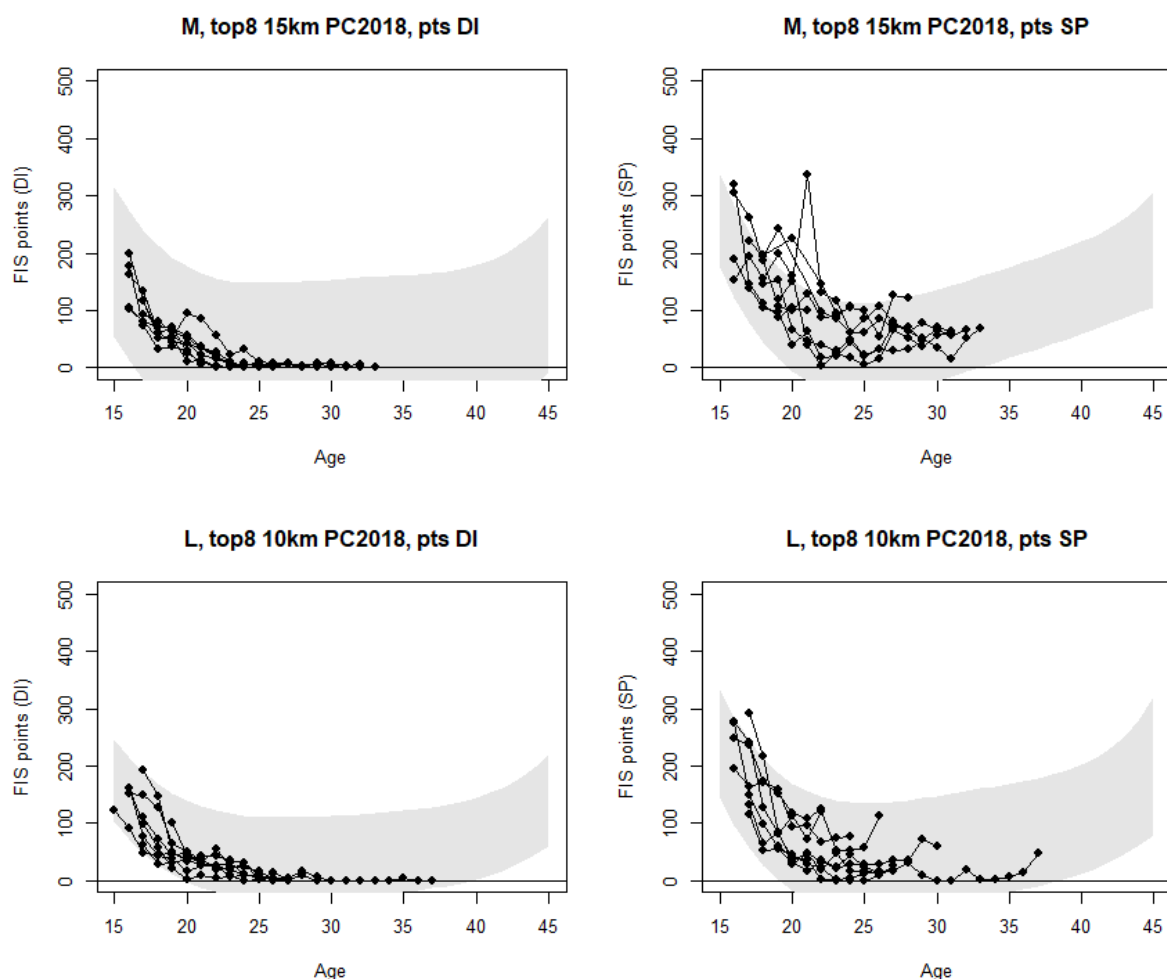 M, top8 15km PC2018, pts DI
FIS points (DI)
500
400
300
200
100
0
15 20 25 30 35 40 45
Age
M, top8 15km PC2018, pts SP
FIS points (SP)
500
400
300
200
100
0
15 20 25 30 35 40 45
Age
L, top8 10km PC2018, pts DI
FIS points (DI)
500
400
300
200
100
0
15 20 25 30 35 40 45
Age
L, top8 10km PC2018, pts SP
FIS points (SP)
500
400
300
200
100
0
15 20 25 30 35 40 45
Age